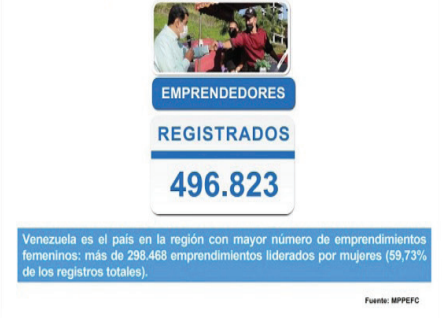 EMPRENDEDORES
REGISTRADOS
496.823
Venezuela es el país en la región con mayor número de emprendimientos
femeninos: más de 298.468 emprendimientos liderados por mujeres (59,73%
de los registros totales).
Fuente: MPPEFC